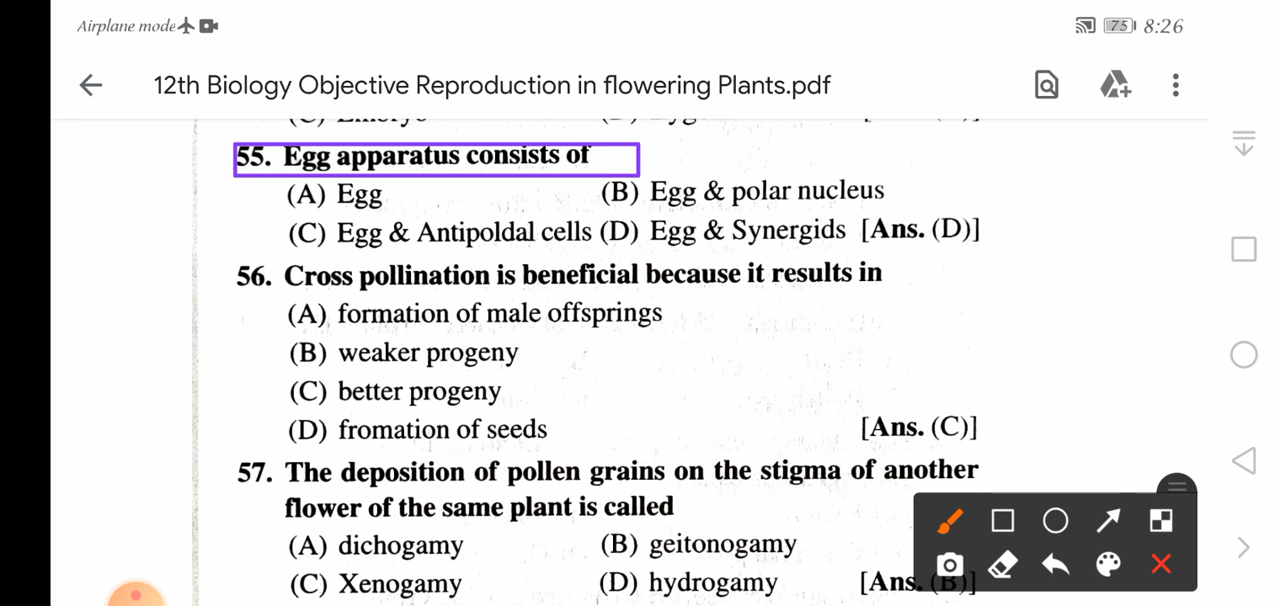 Airplane mode
75 8:26
12th Biology Objective Reproduction in flowering Plants.pdf
55. Egg apparatus consists of
(A) Egg (B) Egg & polar nucleus
(C) Egg & Antipoldal cells (D) Egg & Synergids [Ans. (D)]
56. Cross pollination is beneficial because it results in
(A) formation of male offsprings
(B) weaker progeny
(C) better progeny
(D) fromation of seeds [Ans. (C)]
57. The deposition of pollen grains on the stigma of another
flower of the same plant is called
(A) dichogamy (B) geitonogamy
(C) Xenogamy (D) hydrogamy [Ans. (B)]